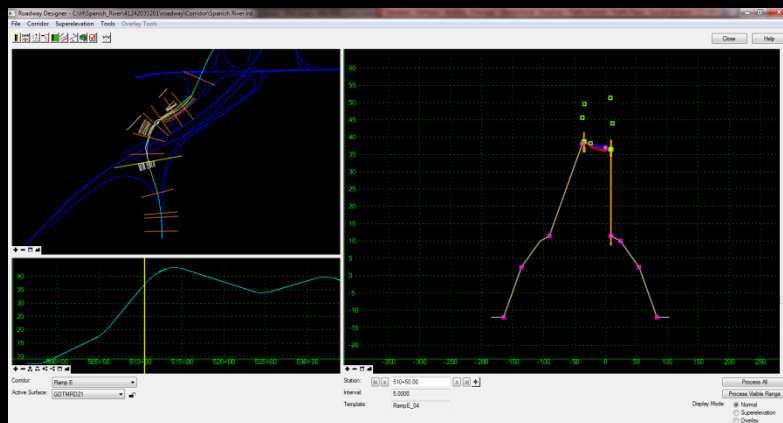 Roadway Designer - C:\H\Spanish_River\41242035201\roadway\Corridor\Spanish River.ird
File Corridor Superelevation Tools Overlay Tools
Close Help
60
55
50
45
40
35
30
25
20
15
10
5
0
-5
-10
-15
-20
-350 -300 -250 -200 -150 -100 -50 0 50 100 150 200 250
40
35
30
25
20
15
10
500+00 505+00 510+00 515+00 520+00 525+00 530+00
Corridor: Ramp E
Active Surface: GDTMRD21
Station: 510+50.00
Interval: 5.0000
Template: RampE_04
Process All
Process Visible Range
Display Mode: Normal
Superelevation
Overlay